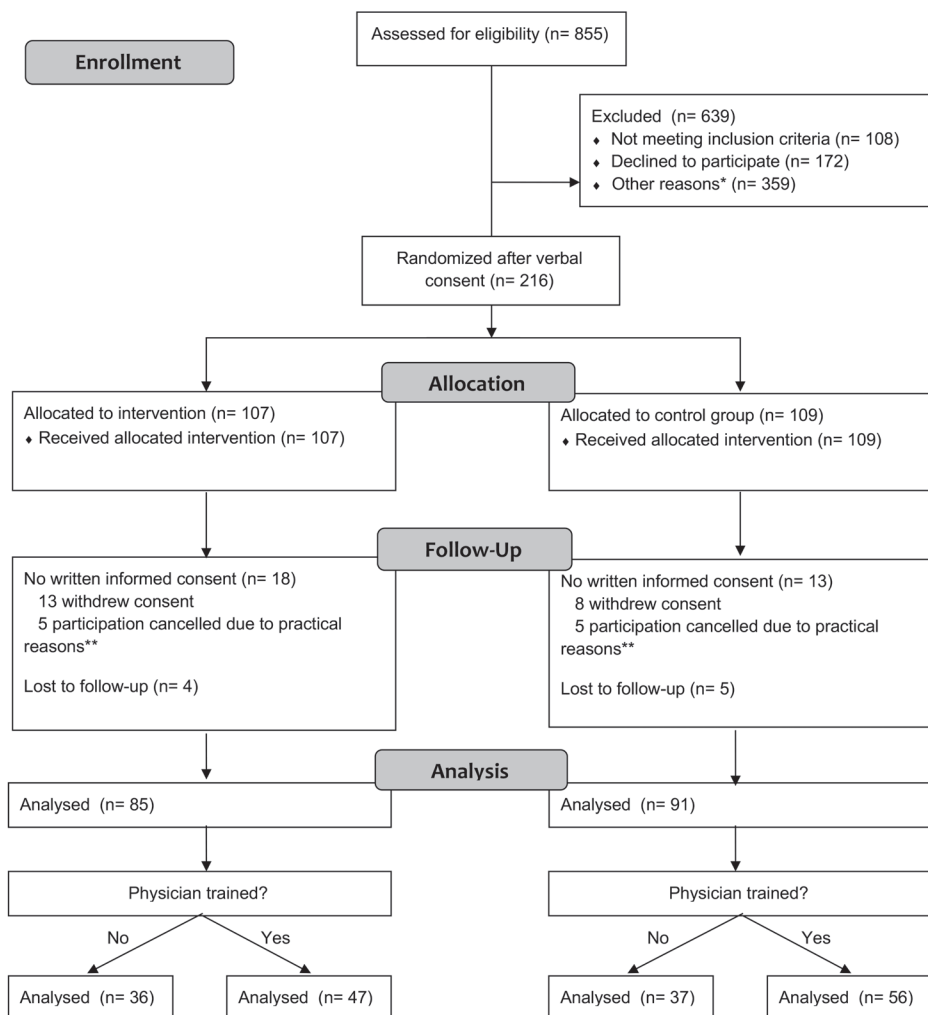 Assessed for eligibility (n= 855)
Enrollment
Excluded (n= 639)
♦ Not meeting inclusion criteria (n= 108)
♦ Declined to participate (n= 172)
♦ Other reasons* (n= 359)
Randomized after verbal
consent (n= 216)
Allocation
Allocated to intervention (n= 107)
♦ Received allocated intervention (n= 107)
Allocated to control group (n= 109)
♦ Received allocated intervention (n= 109)
Follow-Up
No written informed consent (n= 18)
13 withdrew consent
5 participation cancelled due to practical
reasons**
Lost to follow-up (n= 4)
No written informed consent (n= 13)
8 withdrew consent
5 participation cancelled due to practical
reasons**
Lost to follow-up (n= 5)
Analysis
Analysed (n= 85)
Analysed (n= 91)
Physician trained?
Physician trained?
No
Yes
No
Yes
Analysed (n= 36)
Analysed (n= 47)
Analysed (n= 37)
Analysed (n= 56)